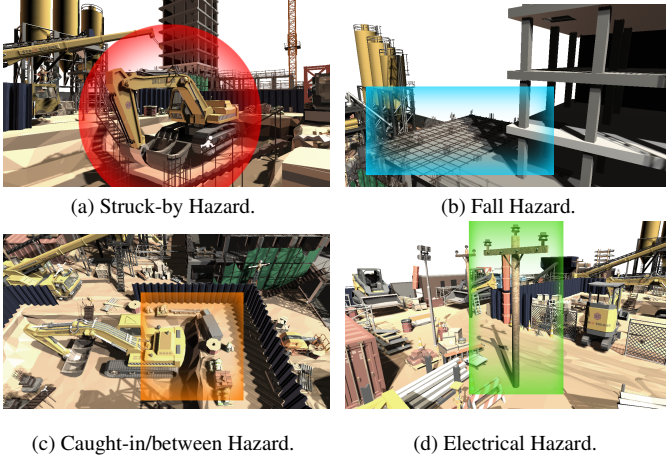 (a) Struck-by Hazard.
(b) Fall Hazard.
(c) Caught-in/between Hazard.
(d) Electrical Hazard.